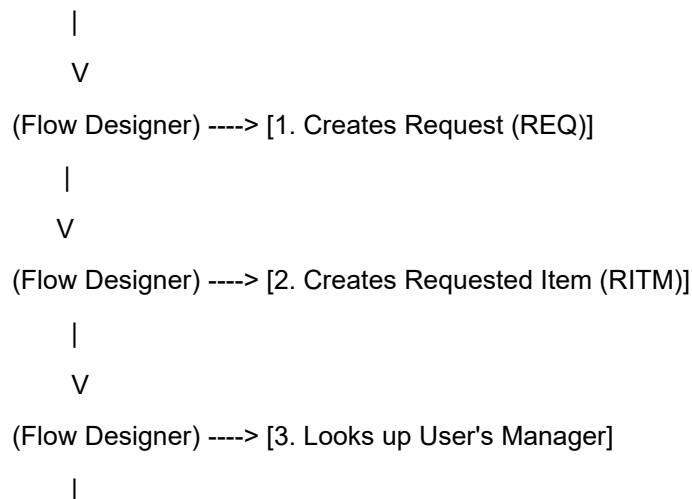 |
V
(Flow Designer) ----> [1. Creates Request (REQ)]
|
V
(Flow Designer) ----> [2. Creates Requested Item (RITM)]
|
V
(Flow Designer) ----> [3. Looks up User's Manager]
|